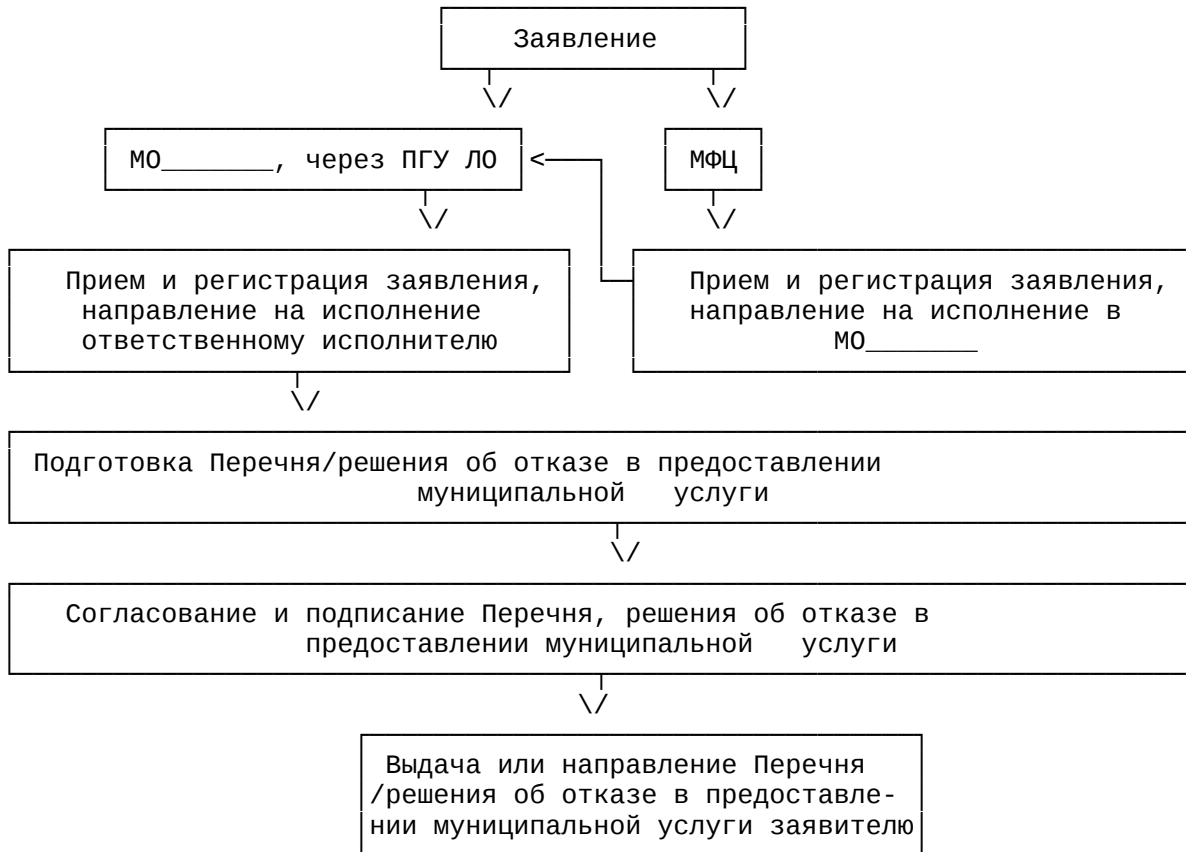 Заявление
МО_______, через ПГУ ЛО
МФЦ
Прием и регистрация заявления,
направление на исполнение
ответственному исполнителю
Прием и регистрация заявления,
направление на исполнение в
МО_______
Подготовка Перечня/решения об отказе в предоставлении
муниципальной услуги
Согласование и подписание Перечня, решения об отказе в
предоставлении муниципальной услуги
Выдача или направление Перечня
/решения об отказе в предоставле-
нии муниципальной услуги заявителю